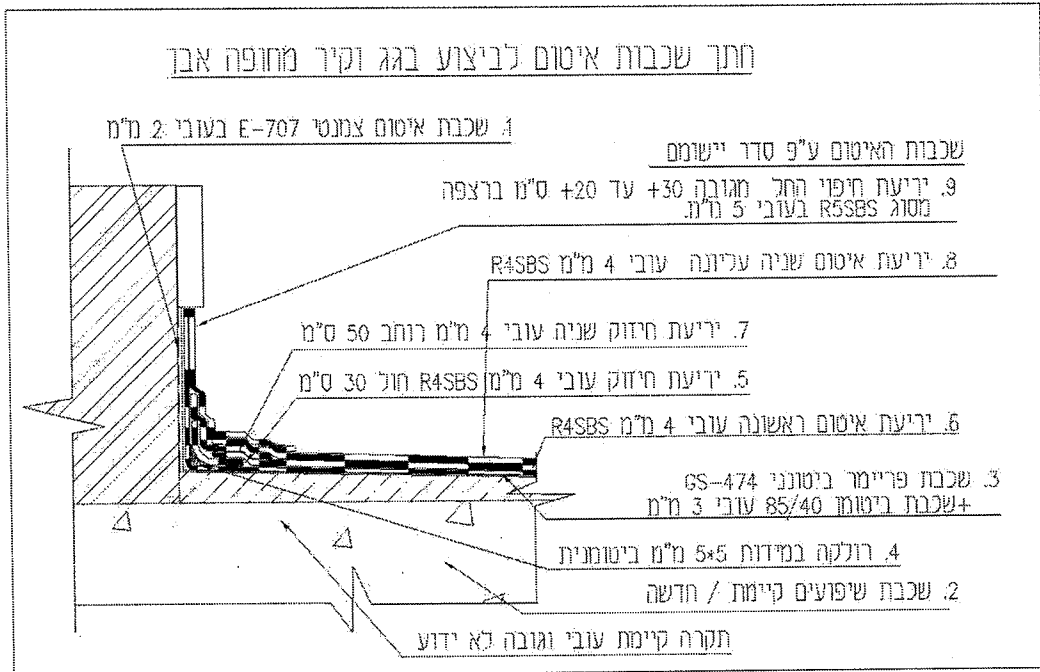 חתך שכבות איטום לביצוע בגג וקיר מחופה אבן
1. שכבת איטום צמנטי E-707 בעובי 2 מ"מ
שכבות האיטום ע"פ סדר יישומם
9. יריעת חיפוי החל מגובה 30+ עד 20+ ס"מ ברצפה
מסוג R5SBS בעובי 5 מ"מ.
8. יריעת איטום שניה עליונה עובי 4 מ"מ R4SBS
7. יריעת חיזוק שניה עובי 4 מ"מ רוחב 50 ס"מ
5. יריעת חיזוק עובי 4 מ"מ R4SBS חול 30 ס"מ
6. יריעת איטום ראשונה עובי 4 מ"מ R4SBS
3. שכבת פריימר ביטומני GS-474
+שכבת ביטומן 85/40 עובי 3 מ"מ
4. רולקה במידות 5*5 מ"מ ביטומנית
2. שכבת שיפועים קיימת / חדשה
תקרה קיימת עובי וגובה לא ידוע